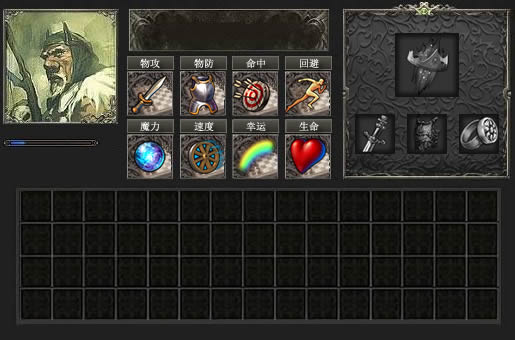 物攻 物防 命中 回避
魔力 速度 幸运 生命